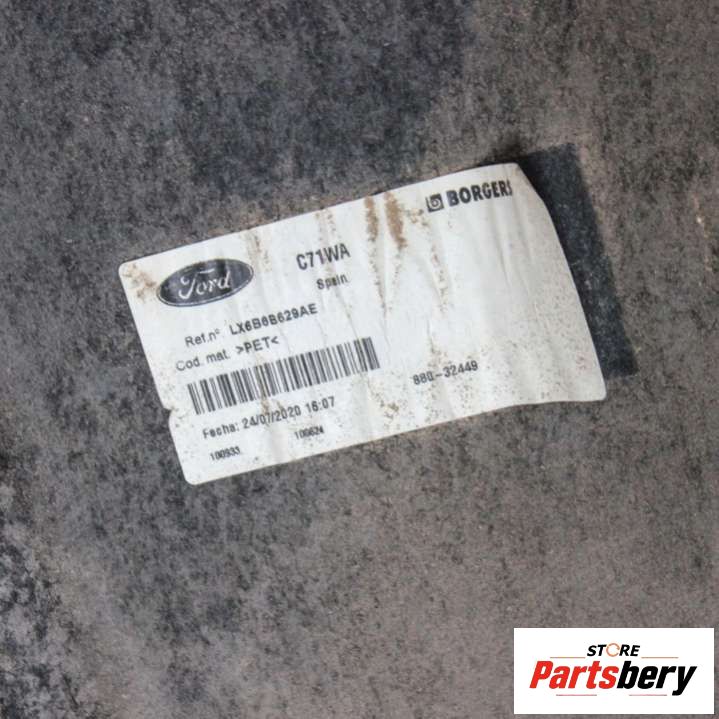 BORGERS
Ford
C71WA
Spain
Ref.nº LX6B6B629AE
Cod. mat. >PET<
880-32449
Fecha: 24/07/2020 16:07
100933 100624
STORE
Partsbery